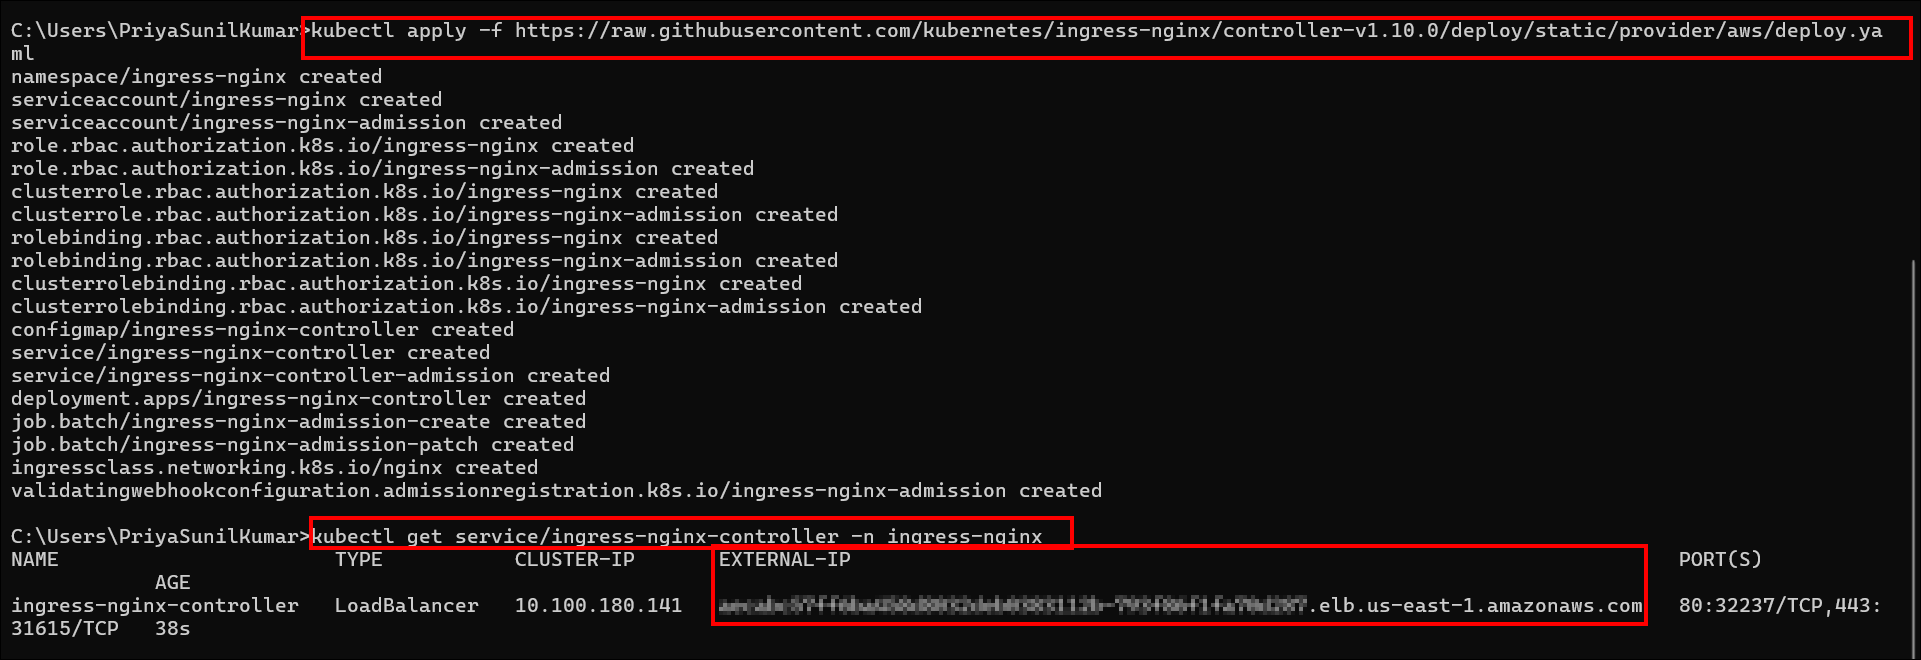 C:\Users\PriyaSunilKumar>kubectl apply -f https://raw.githubusercontent.com/kubernetes/ingress-nginx/controller-v1.10.0/deploy/static/provider/aws/deploy.ya
ml
namespace/ingress-nginx created
serviceaccount/ingress-nginx created
serviceaccount/ingress-nginx-admission created
role.rbac.authorization.k8s.io/ingress-nginx created
role.rbac.authorization.k8s.io/ingress-nginx-admission created
clusterrole.rbac.authorization.k8s.io/ingress-nginx created
clusterrole.rbac.authorization.k8s.io/ingress-nginx-admission created
rolebinding.rbac.authorization.k8s.io/ingress-nginx created
rolebinding.rbac.authorization.k8s.io/ingress-nginx-admission created
clusterrolebinding.rbac.authorization.k8s.io/ingress-nginx created
clusterrolebinding.rbac.authorization.k8s.io/ingress-nginx-admission created
configmap/ingress-nginx-controller created
service/ingress-nginx-controller created
service/ingress-nginx-controller-admission created
deployment.apps/ingress-nginx-controller created
job.batch/ingress-nginx-admission-create created
job.batch/ingress-nginx-admission-patch created
ingressclass.networking.k8s.io/nginx created
validatingwebhookconfiguration.admissionregistration.k8s.io/ingress-nginx-admission created
C:\Users\PriyaSunilKumar>kubectl get service/ingress-nginx-controller -n ingress-nginx
NAME TYPE CLUSTER-IP EXTERNAL-IP PORT(S)
AGE
ingress-nginx-controller LoadBalancer 10.100.180.141 .elb.us-east-1.amazonaws.com 80:32237/TCP,443:
31615/TCP 38s